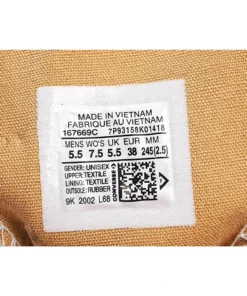 MADE IN VIETNAM
FABRIQUE AU VIETNAM
167669C 7P93158K01418
MENS WO'S UK EUR MM
5.5 7.5 5.5 38 245(2.5)
GENDER: UNISEX
UPPER: TEXTILE
LINING: TEXTILE
OUTSOLE: RUBBER
CONVERSE
9K 2002 L68